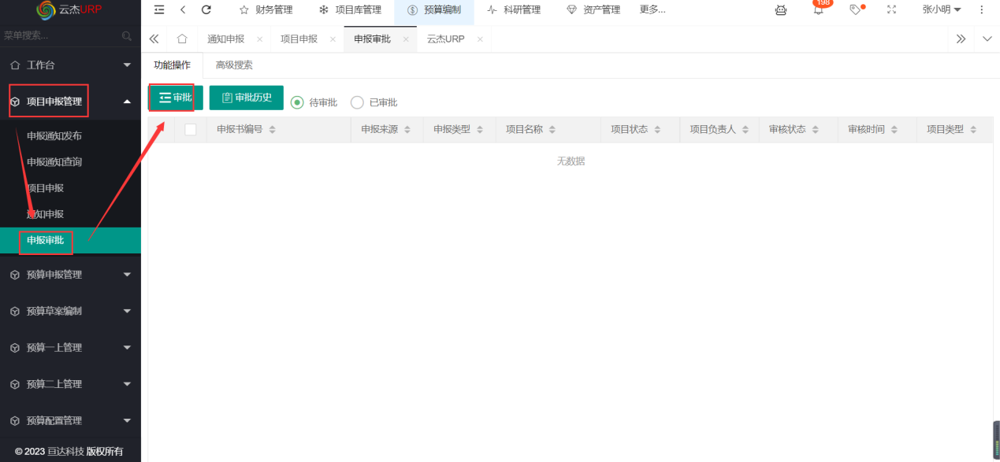 云杰URP
财务管理 项目库管理 预算编制 科研管理 资产管理 更多... 198 张小明
菜单搜索...
通知申报 项目申报 申报审批 云杰URP
工作台
功能操作 高级搜索
项目申报管理
审批 审批历史 待审批 已审批
申报书编号 申报来源 申报类型 项目名称 项目状态 项目负责人 审核状态 审核时间 项目类型
无数据
申报通知发布
申报通知查询
项目申报
通知申报
申报审批
预算申报管理
预算草案编制
预算一上管理
预算二上管理
预算配置管理
© 2023 亘达科技 版权所有